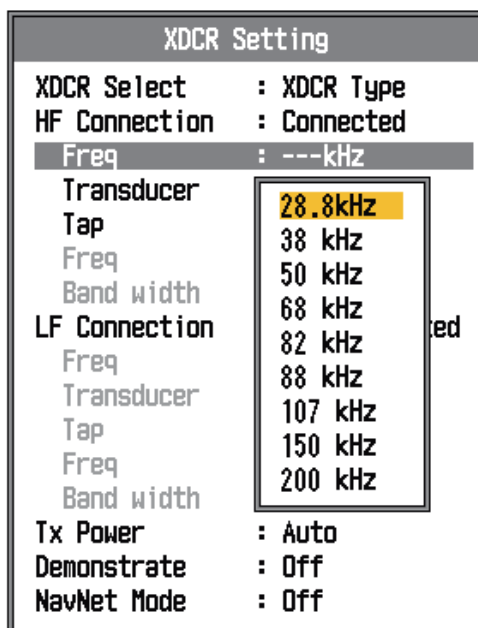 XDCR Setting
XDCR Select : XDCR Type
HF Connection : Connected
Freq : ---kHz
Transducer
Tap
Freq
Band width
LF Connection ed
Freq
Transducer
Tap
Freq
Band width
28.8kHz
38 kHz
50 kHz
68 kHz
82 kHz
88 kHz
107 kHz
150 kHz
200 kHz
Tx Power : Auto
Demonstrate : Off
NavNet Mode : Off